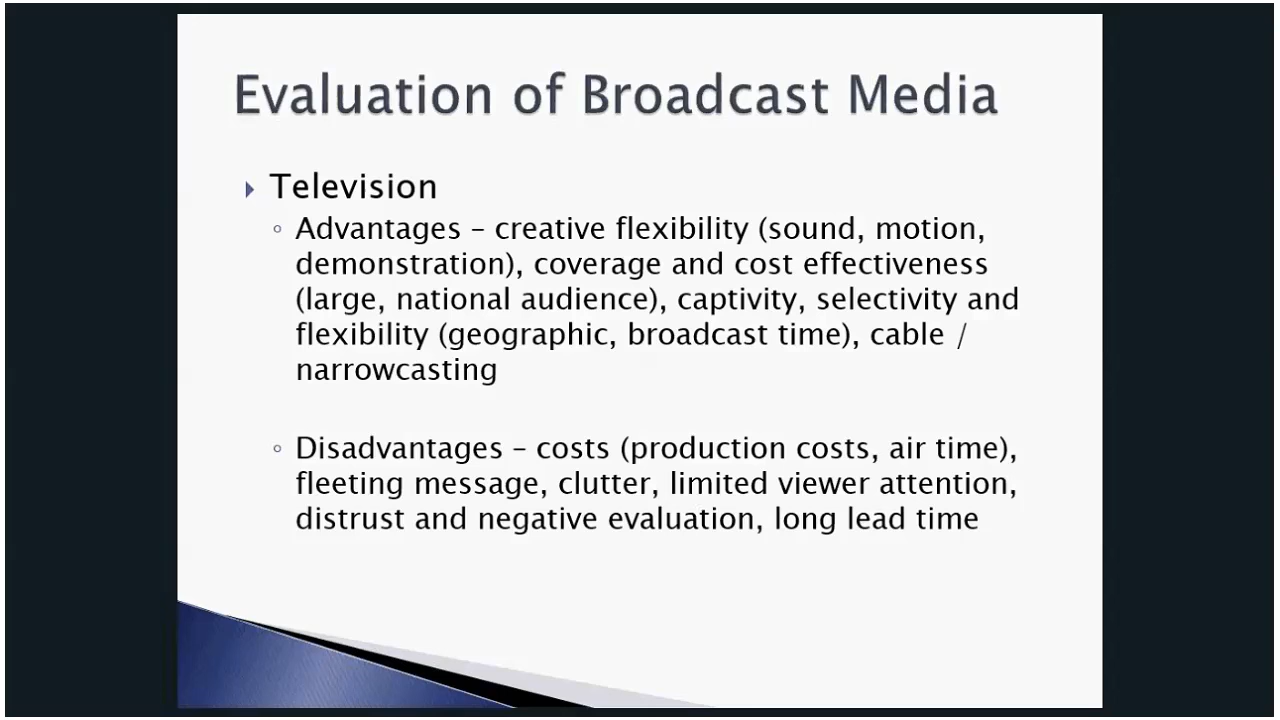 Evaluation of Broadcast Media
Television
Advantages – creative flexibility (sound, motion,
demonstration), coverage and cost effectiveness
(large, national audience), captivity, selectivity and
flexibility (geographic, broadcast time), cable /
narrowcasting
Disadvantages – costs (production costs, air time),
fleeting message, clutter, limited viewer attention,
distrust and negative evaluation, long lead time